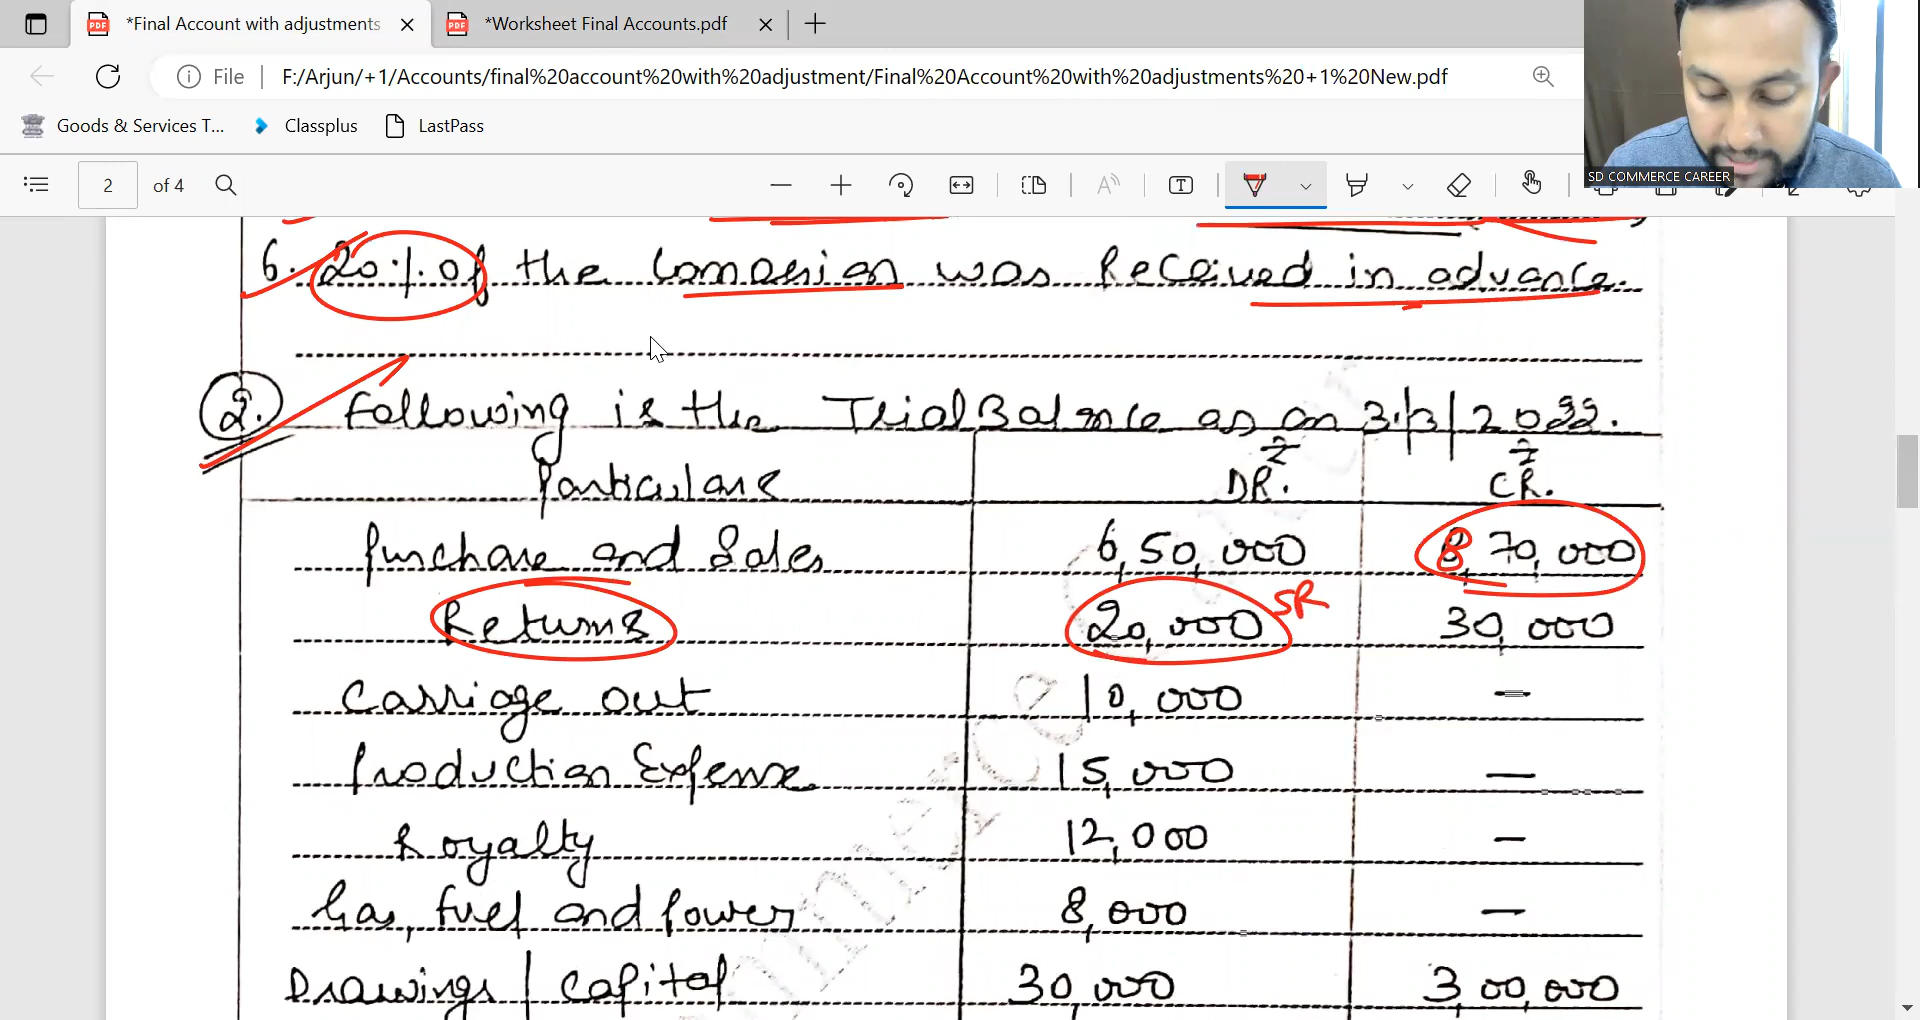 *Final Account with adjustments
*Worksheet Final Accounts.pdf
File
F:/Arjun/+1/Accounts/final%20account%20with%20adjustment/Final%20Account%20with%20adjustments%20+1%20New.pdf
Goods & Services T...
Classplus
LastPass
SD COMMERCE CAREER
2
of 4
6. 20% of the Commission was Received in advance.
2. Following is the Trial Balance as on 31/3/2022.
Particulars DR. CR.
Purchase and Sales 6,50,000 8,70,000
Returns 20,000 SR 30,000
Carriage out 10,000 —
Production Expense 15,000 —
Royalty 12,000 —
Gas, fuel and Power 8,000 —
Drawings / Capital 30,000 3,00,000